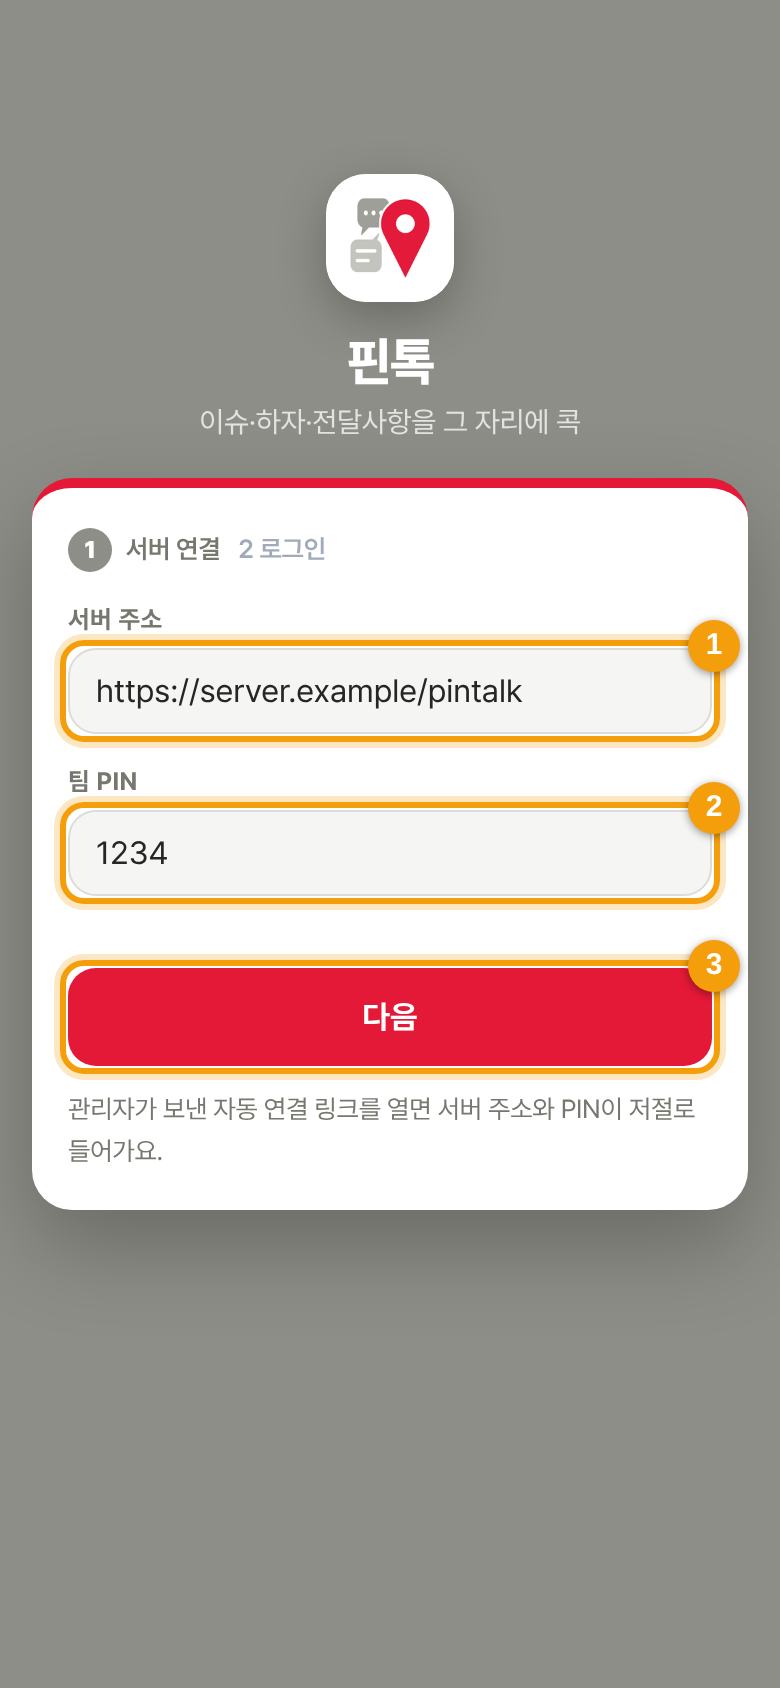 핀톡
이슈·하자·전달사항을 그 자리에 콕
1 서버 연결 2 로그인
서버 주소
1
https://server.example/pintalk
팀 PIN
2
1234
3
다음
관리자가 보낸 자동 연결 링크를 열면 서버 주소와 PIN이 저절로
들어가요.